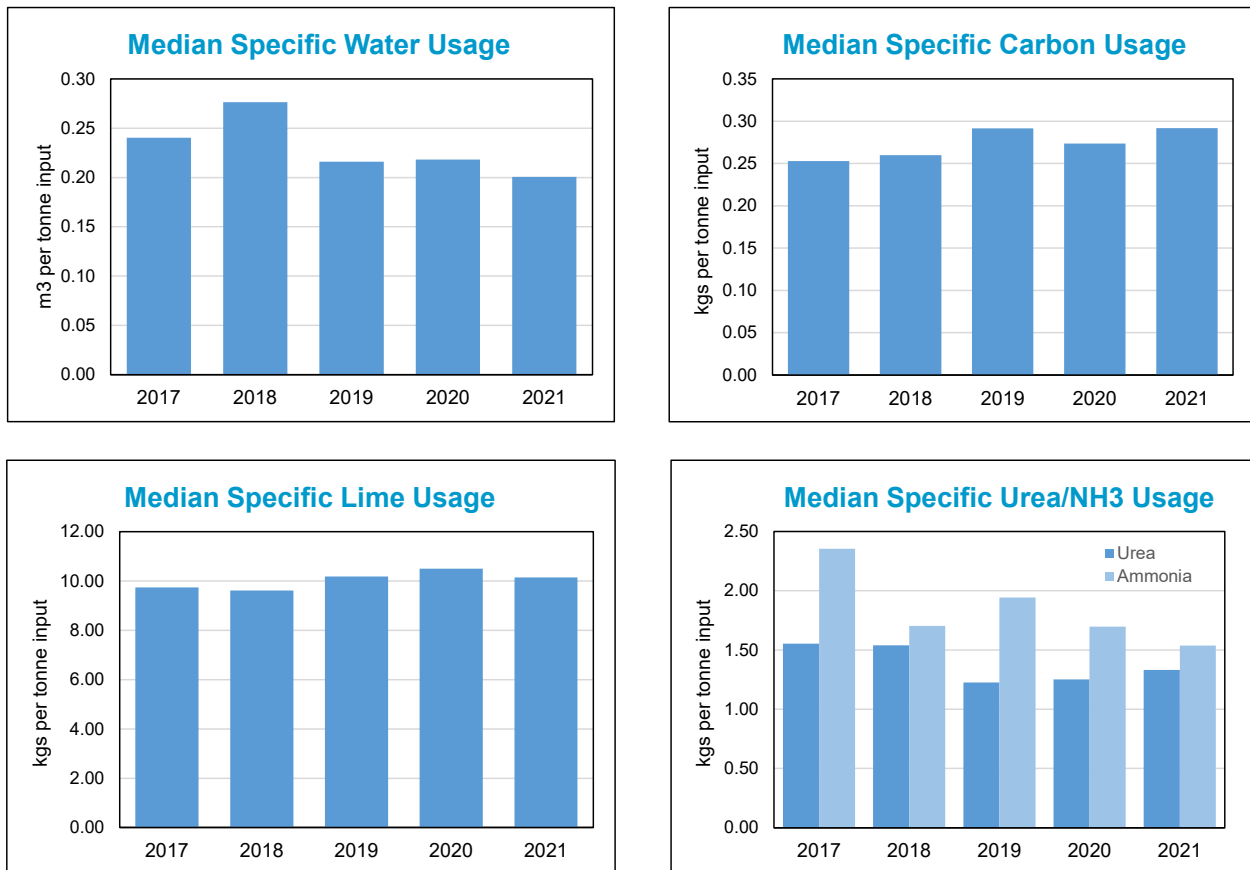 Median Specific Water Usage
m3 per tonne input
0.30
0.25
0.20
0.15
0.10
0.05
0.00
2017 2018 2019 2020 2021
Median Specific Carbon Usage
kgs per tonne input
0.35
0.30
0.25
0.20
0.15
0.10
0.05
0.00
2017 2018 2019 2020 2021
Median Specific Lime Usage
kgs per tonne input
12.00
10.00
8.00
6.00
4.00
2.00
0.00
2017 2018 2019 2020 2021
Median Specific Urea/NH3 Usage
kgs per tonne input
2.50
2.00
1.50
1.00
0.50
0.00
Urea
Ammonia
2017 2018 2019 2020 2021